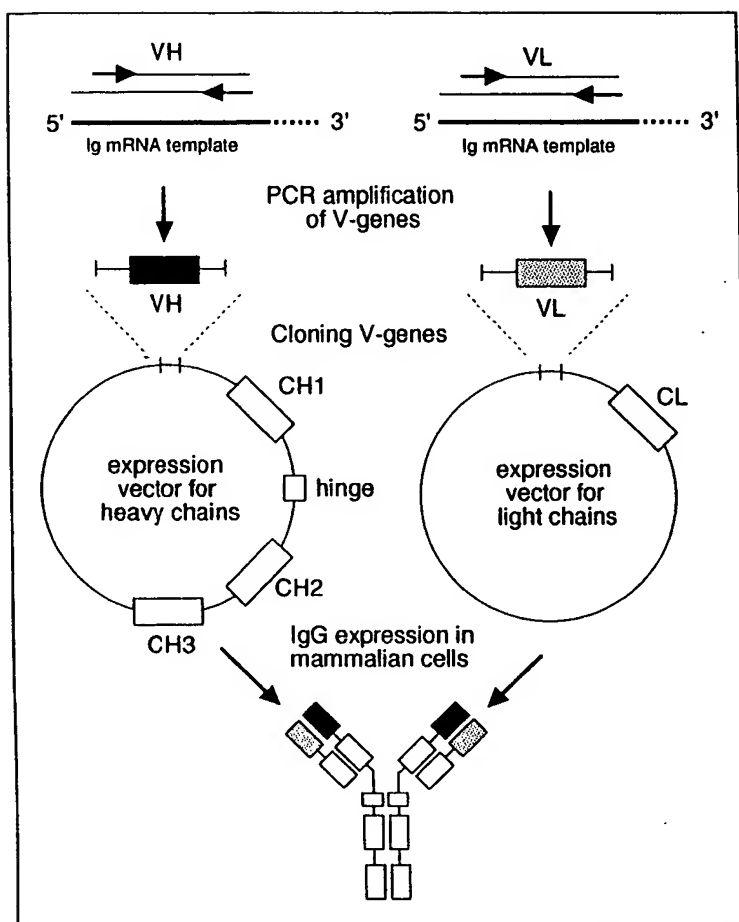 VH
VL
5' 3'
Ig mRNA template
5' 3'
Ig mRNA template
PCR amplification
of V-genes
VH
VL
Cloning V-genes
CH1
CL
expression
vector for
heavy chains
hinge
expression
vector for
light chains
CH2
CH3
IgG expression in
mammalian cells